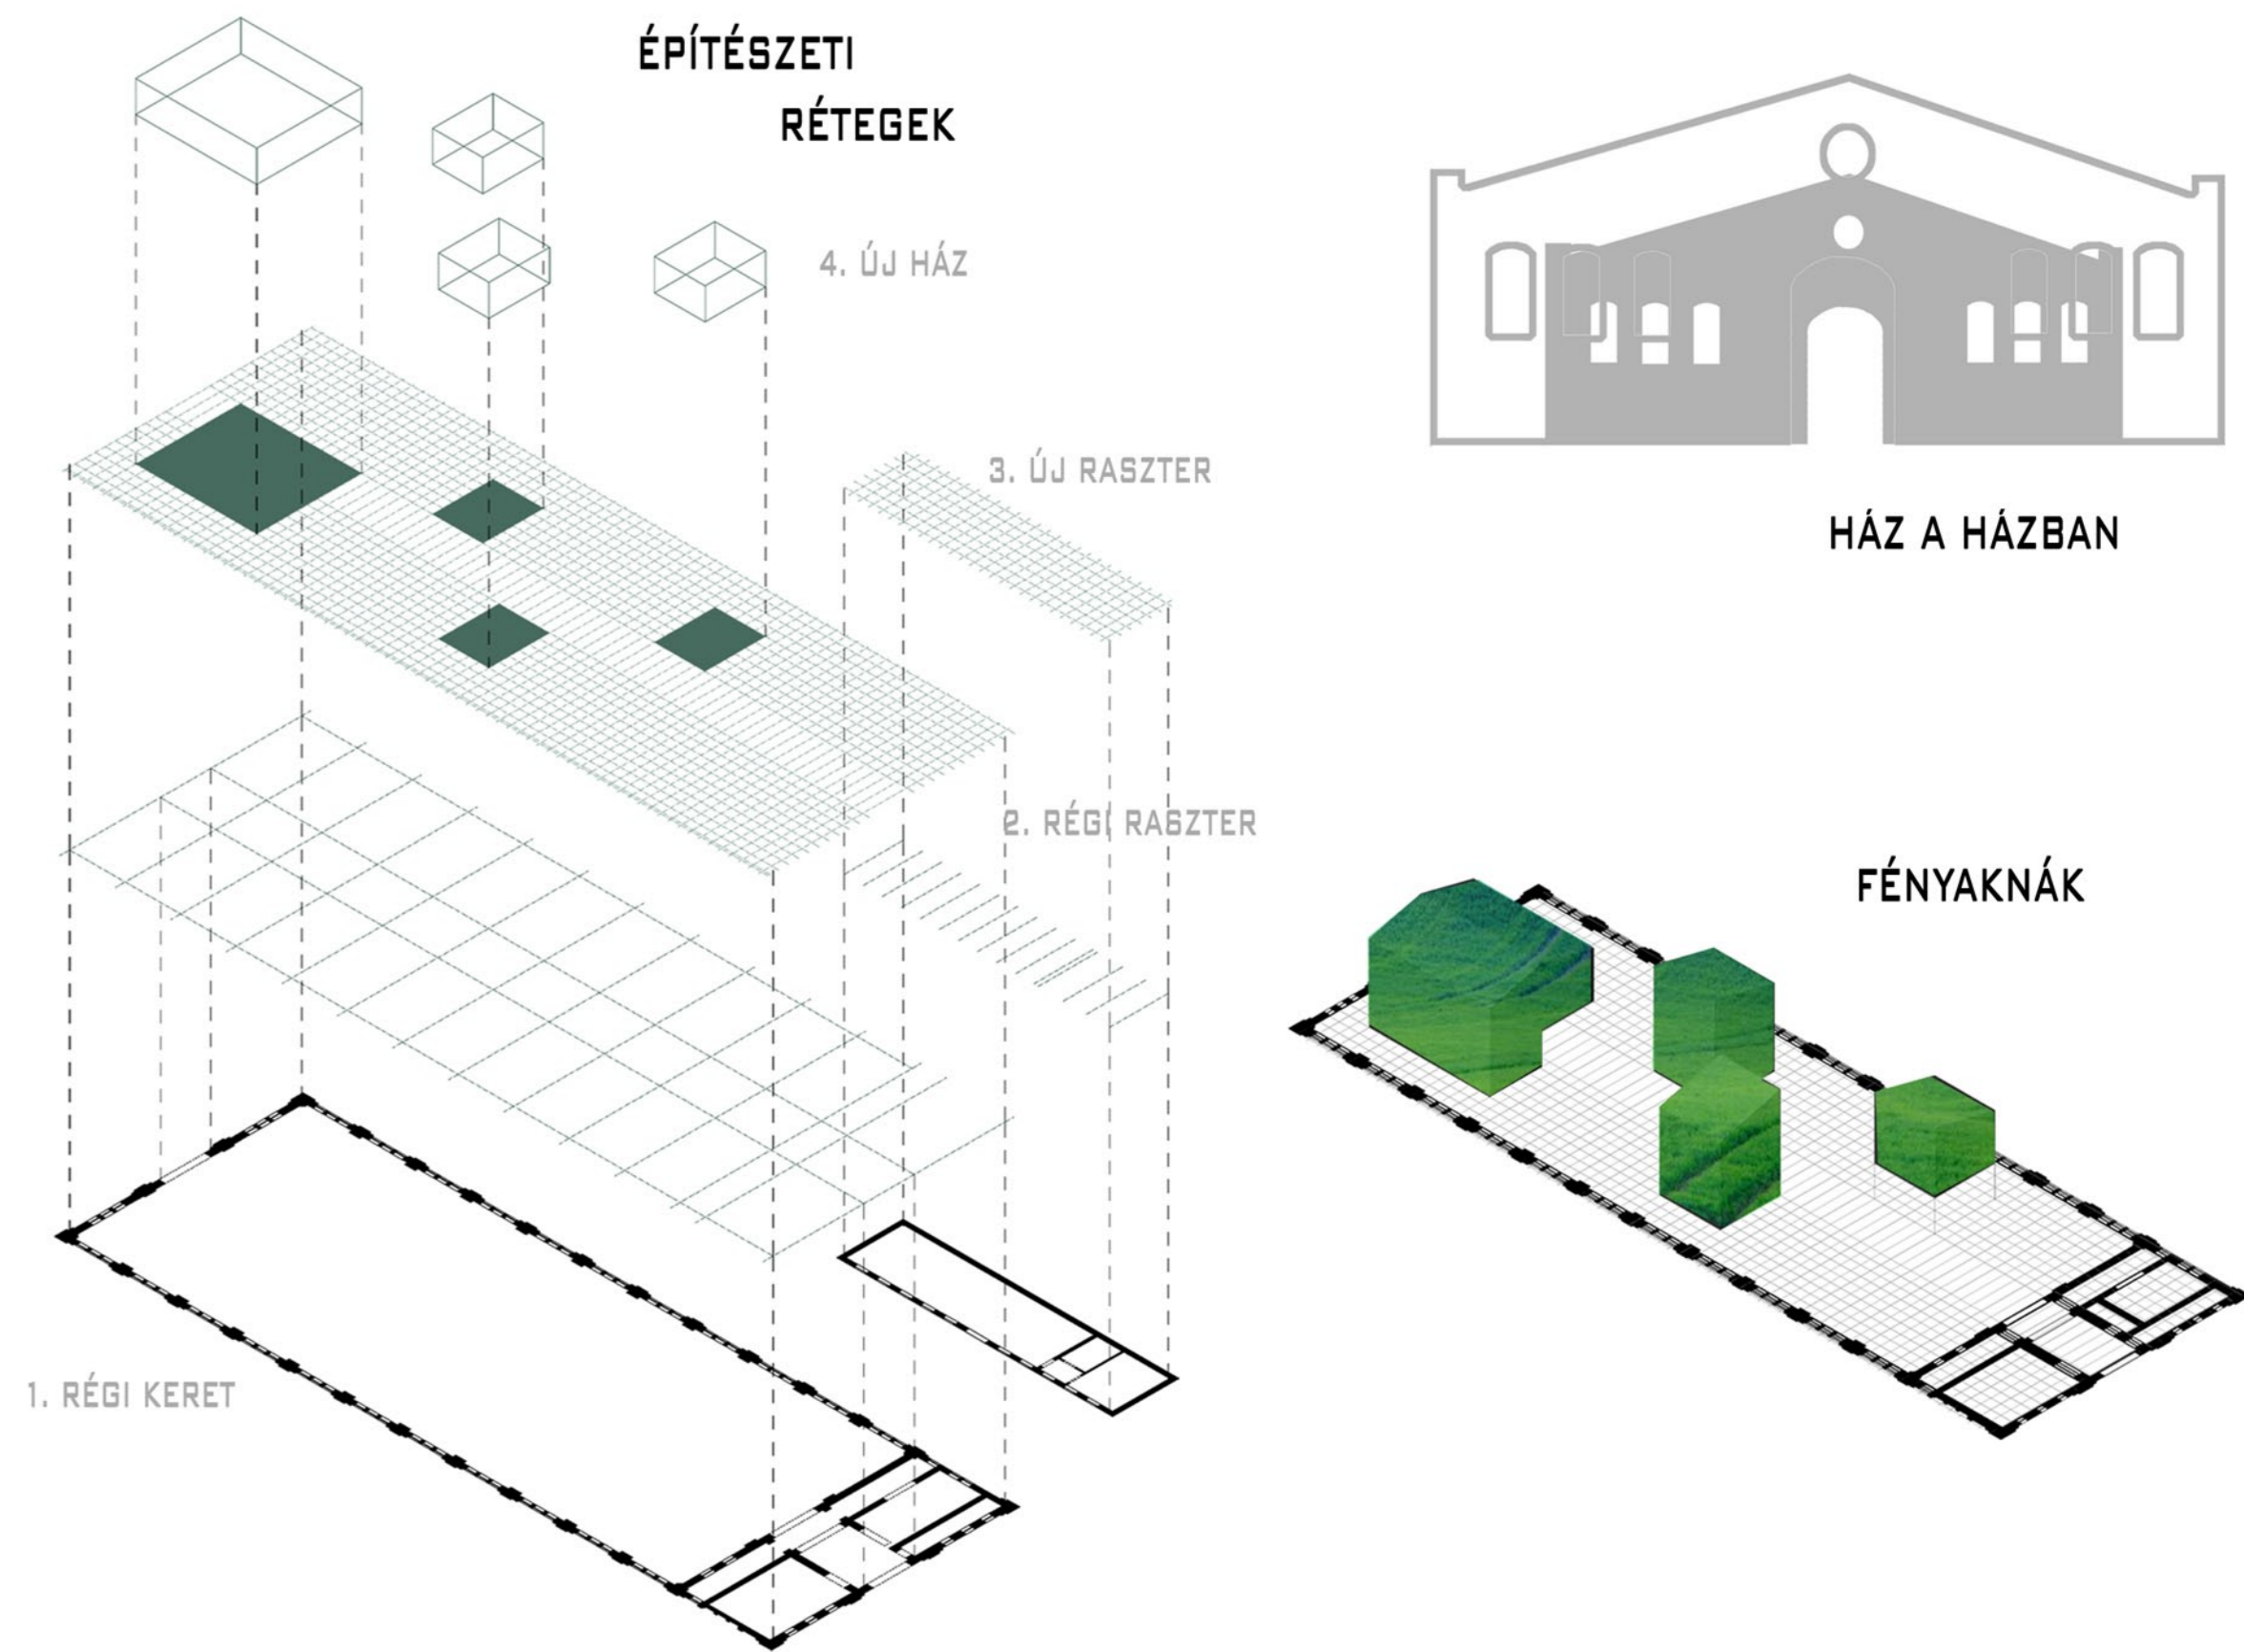 ÉPÍTÉSZETI
RÉTEGEK
4. ÚJ HÁZ
3. ÚJ RASZTER
HÁZ A HÁZBAN
2. RÉGI RASZTER
FÉNYAKNÁK
1. RÉGI KERET